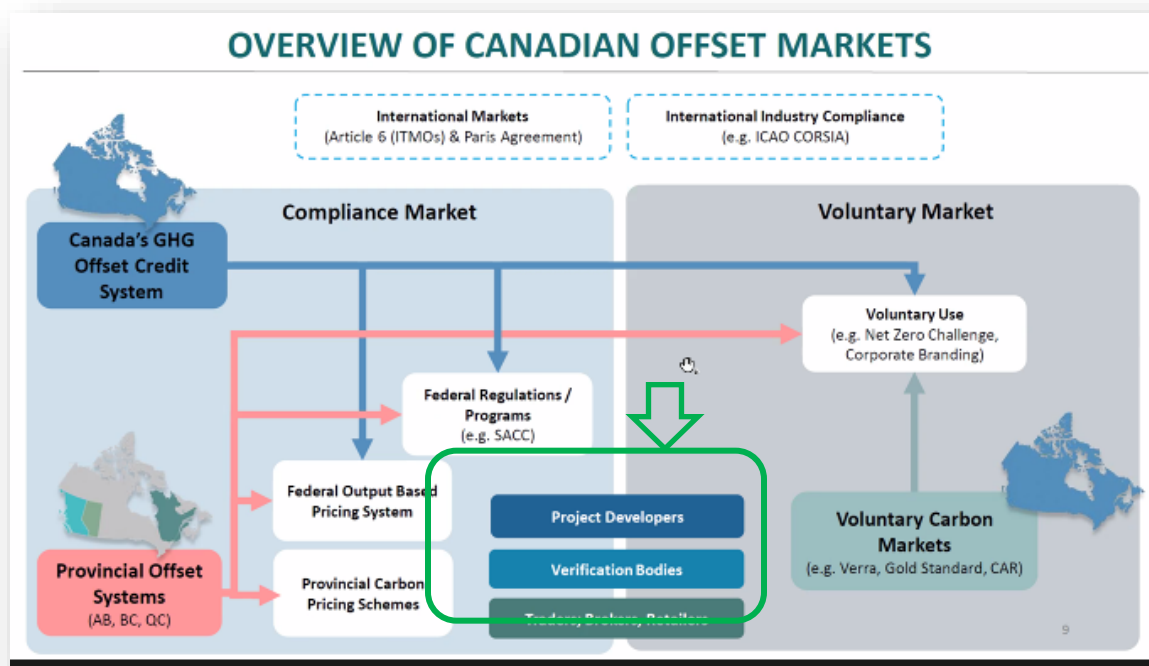 OVERVIEW OF CANADIAN OFFSET MARKETS
International Markets
(Article 6 (ITMOs) & Paris Agreement)
International Industry Compliance
(e.g. ICAO CORSIA)
Compliance Market
Voluntary Market
Canada's GHG
Offset Credit
System
Voluntary Use
(e.g. Net Zero Challenge,
Corporate Branding)
Federal Regulations /
Programs
(e.g. SACC)
Federal Output Based
Pricing System
Project Developers
Voluntary Carbon
Markets
(e.g. Verra, Gold Standard, CAR)
Verification Bodies
Provincial Offset
Systems
(AB, BC, QC)
Provincial Carbon
Pricing Schemes
Traders; Brokers, Retailers
9